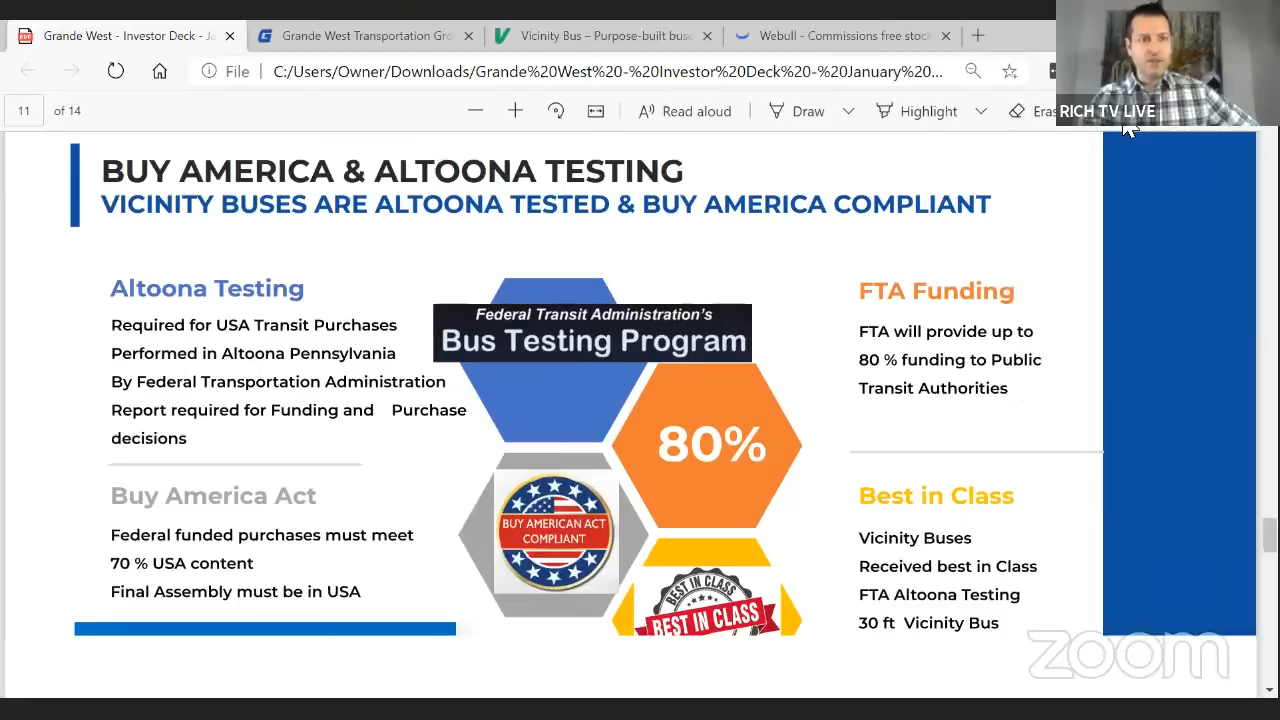 Grande West - Investor Deck - Ja
Grande West Transportation Gro
Vicinity Bus – Purpose-built buse
Webull - Commissions free stoc
File
C:/Users/Owner/Downloads/Grande%20West%20-%20Investor%20Deck%20-%20January%20...
11 of 14
Read aloud
Draw
Highlight
Eras
RICH TV LIVE
BUY AMERICA & ALTOONA TESTING
VICINITY BUSES ARE ALTOONA TESTED & BUY AMERICA COMPLIANT
Altoona Testing
Required for USA Transit Purchases
Performed in Altoona Pennsylvania
By Federal Transportation Administration
Report required for Funding and Purchase
decisions
Buy America Act
Federal funded purchases must meet
70 % USA content
Final Assembly must be in USA
Federal Transit Administration's
Bus Testing Program
80%
BUY AMERICAN ACT
COMPLIANT
BEST IN CLASS
BEST IN CLASS
FTA Funding
FTA will provide up to
80 % funding to Public
Transit Authorities
Best in Class
Vicinity Buses
Received best in Class
FTA Altoona Testing
30 ft Vicinity Bus
zoom